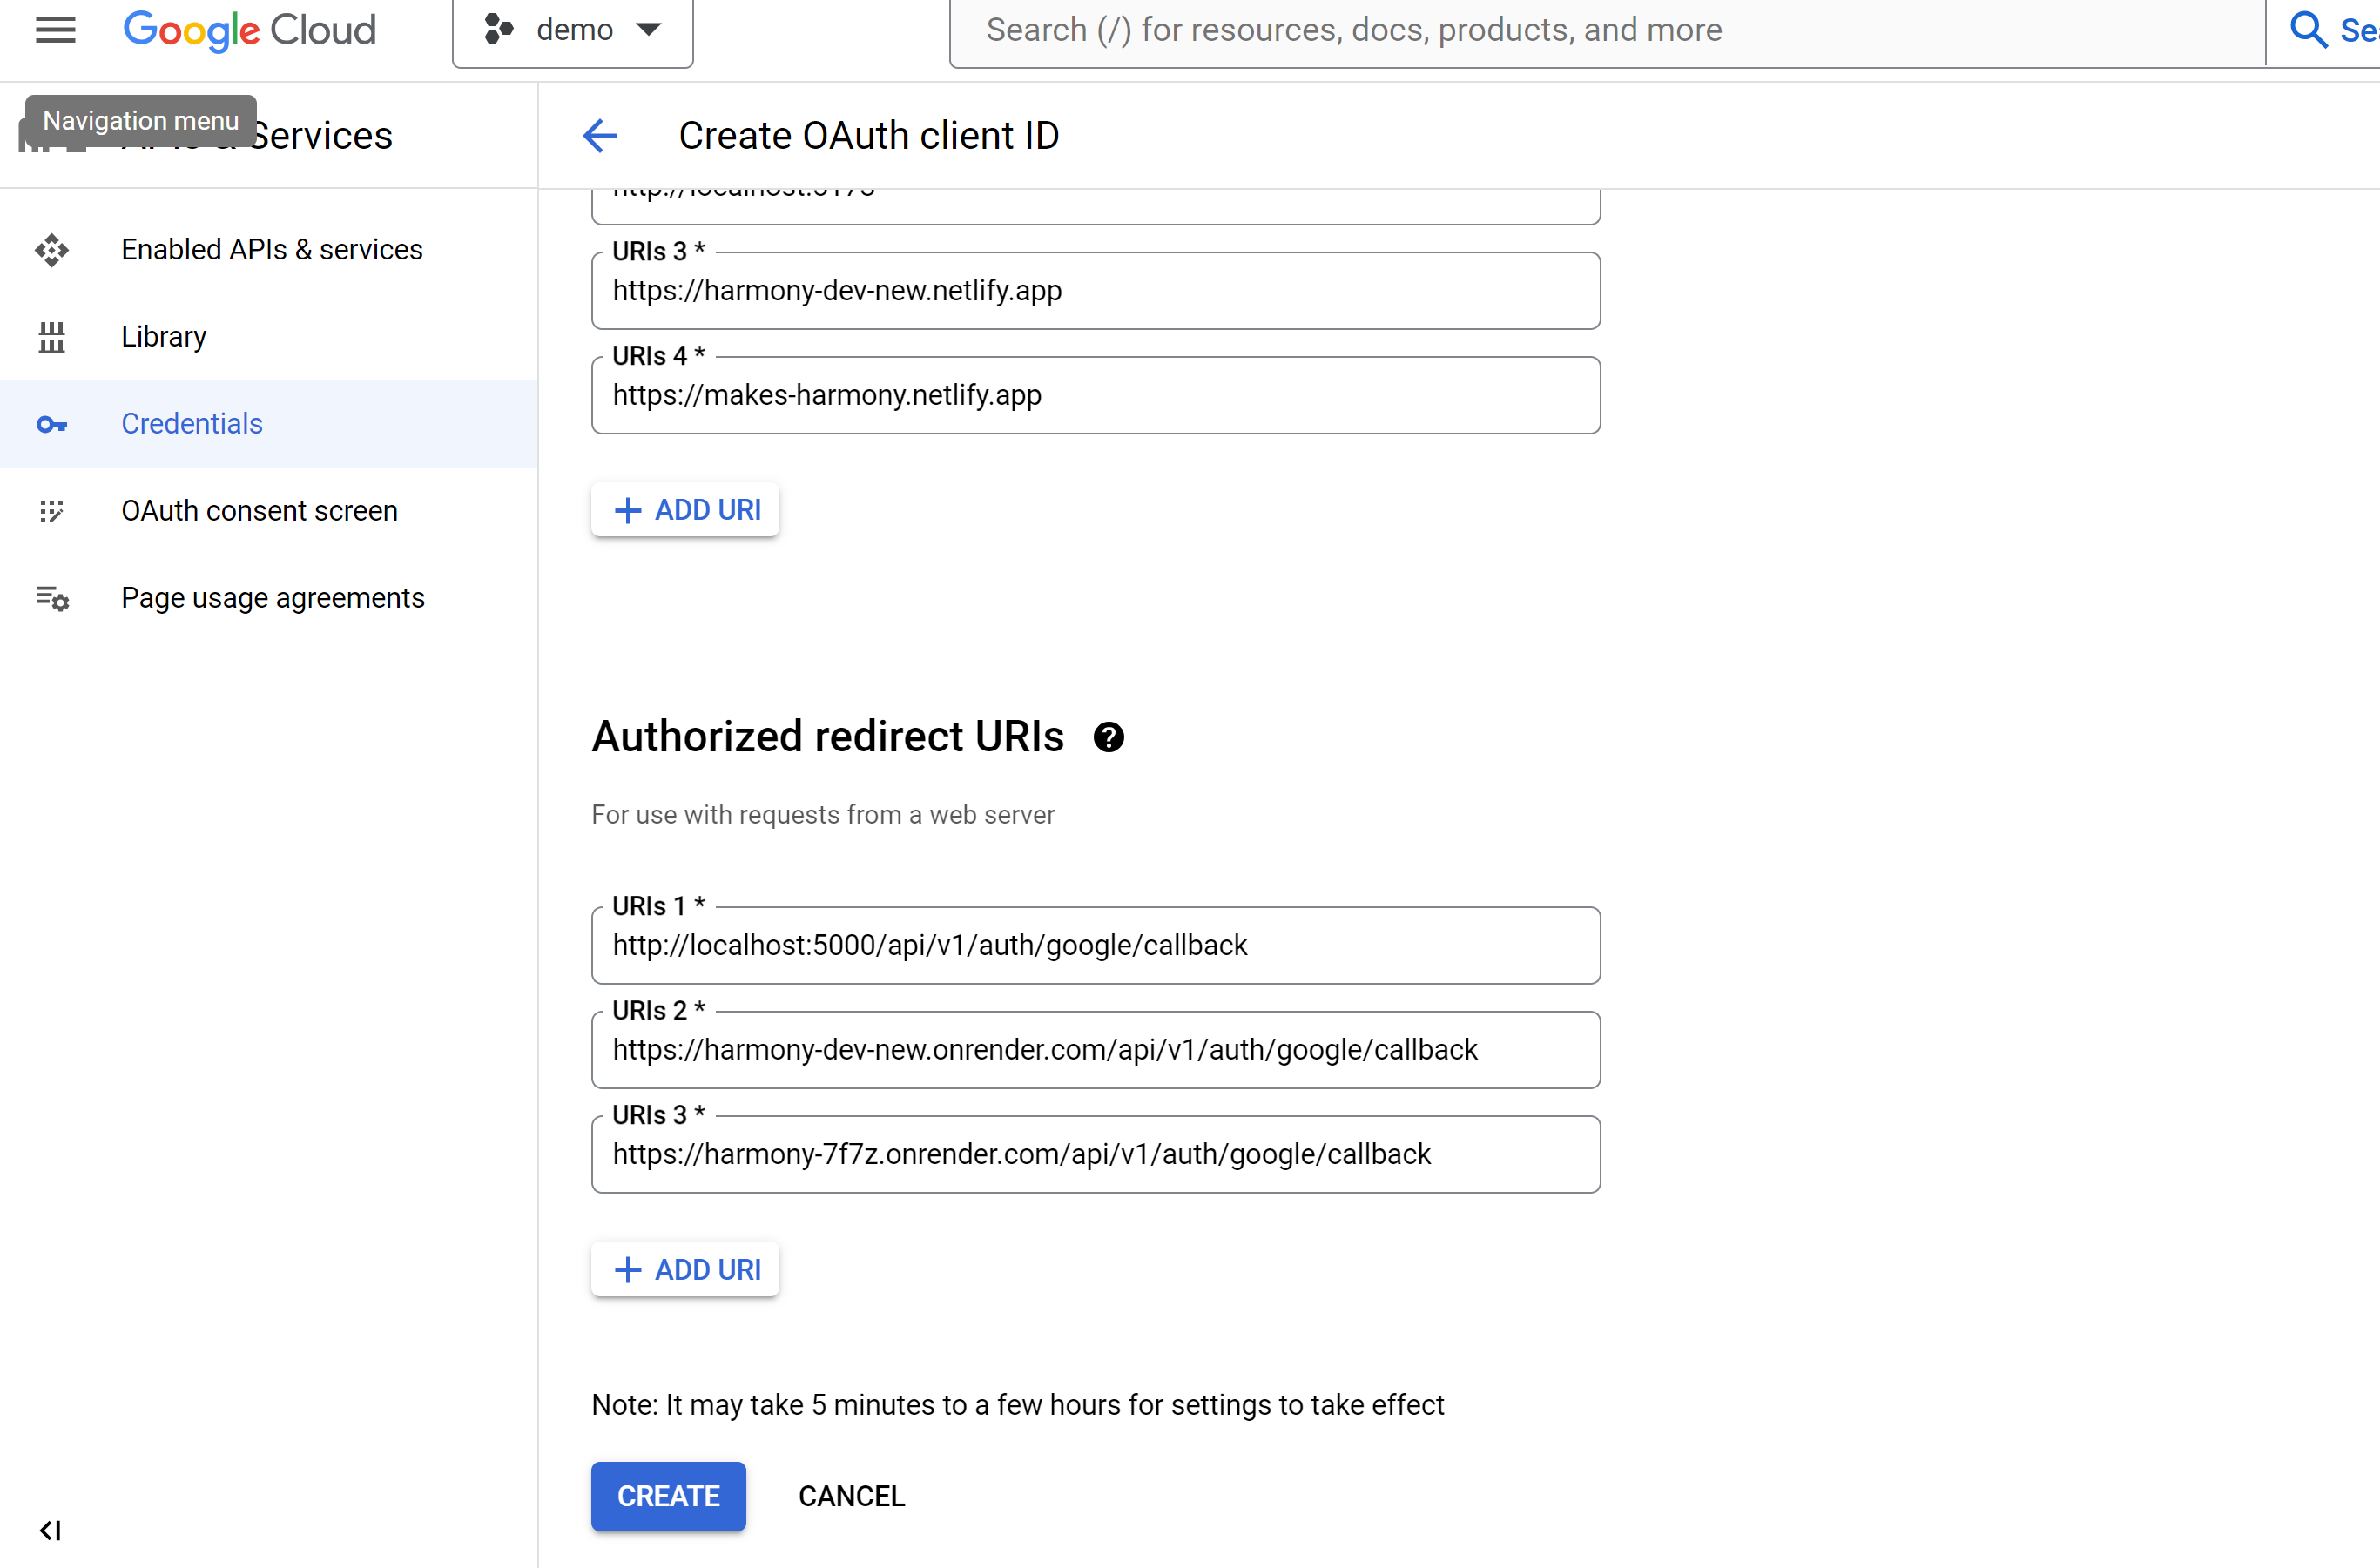 Google Cloud
demo
Search (/) for resources, docs, products, and more
Navigation menu
Services
Create OAuth client ID
Enabled APIs & services
Library
Credentials
OAuth consent screen
Page usage agreements
URIs 3 *
https://harmony-dev-new.netlify.app
URIs 4 *
https://makes-harmony.netlify.app
ADD URI
Authorized redirect URIs
For use with requests from a web server
URIs 1 *
http://localhost:5000/api/v1/auth/google/callback
URIs 2 *
https://harmony-dev-new.onrender.com/api/v1/auth/google/callback
URIs 3 *
https://harmony-7f7z.onrender.com/api/v1/auth/google/callback
ADD URI
Note: It may take 5 minutes to a few hours for settings to take effect
CREATE
CANCEL